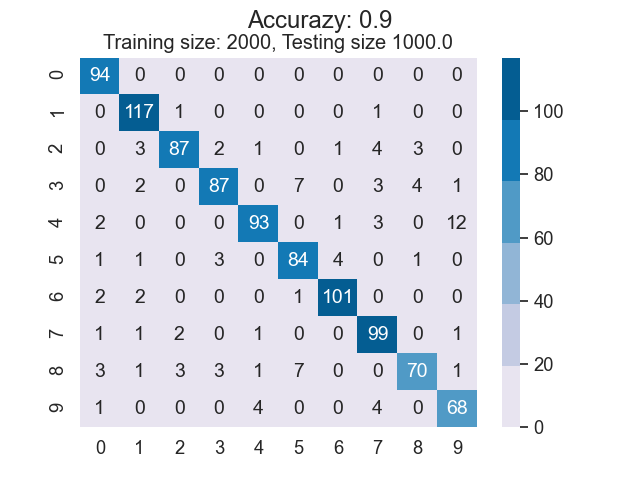 Accurazy: 0.9
Training size: 2000, Testing size 1000.0
0 94 0 0 0 0 0 0 0 0 0
1 0 117 1 0 0 0 0 1 0 0
2 0 3 87 2 1 0 1 4 3 0
3 0 2 0 87 0 7 0 3 4 1
4 2 0 0 0 93 0 1 3 0 12
5 1 1 0 3 0 84 4 0 1 0
6 2 2 0 0 0 1 101 0 0 0
7 1 1 2 0 1 0 0 99 0 1
8 3 1 3 3 1 7 0 0 70 1
9 1 0 0 0 4 0 0 4 0 68
0 1 2 3 4 5 6 7 8 9
100
80
60
40
20
0